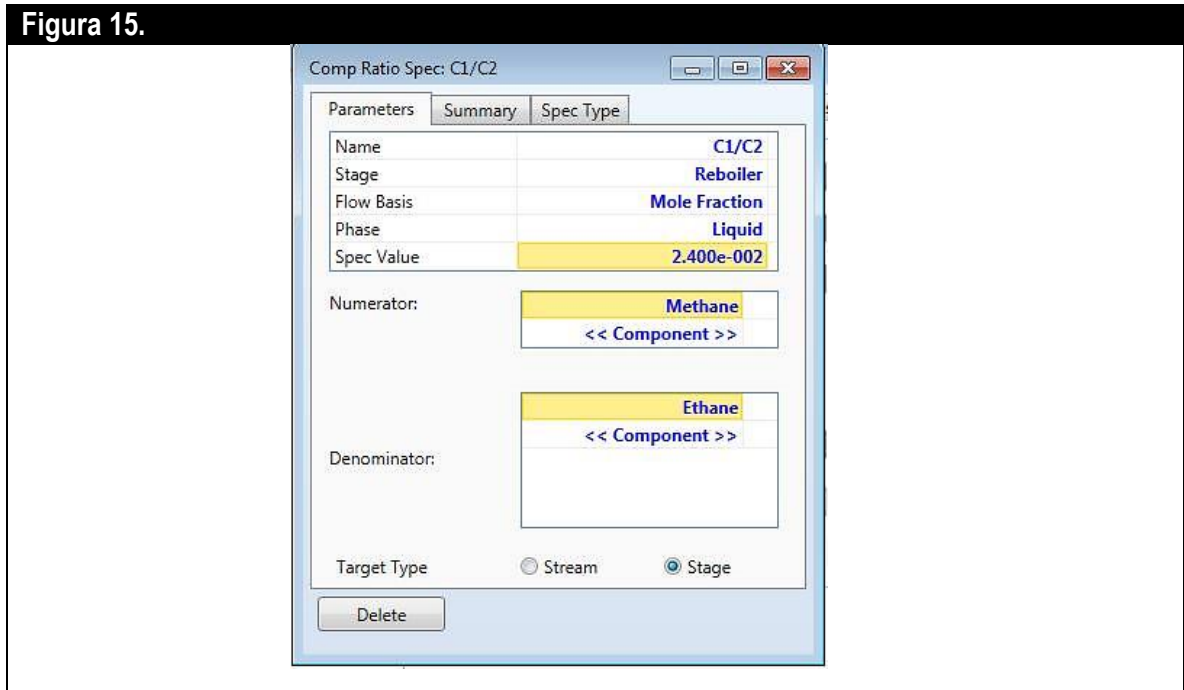 Figura 15.
Comp Ratio Spec: C1/C2
Parameters Summary Spec Type
Name C1/C2
Stage Reboiler
Flow Basis Mole Fraction
Phase Liquid
Spec Value 2.400e-002
Numerator: Methane
<< Component >>
Ethane
<< Component >>
Denominator:
Target Type Stream Stage
Delete